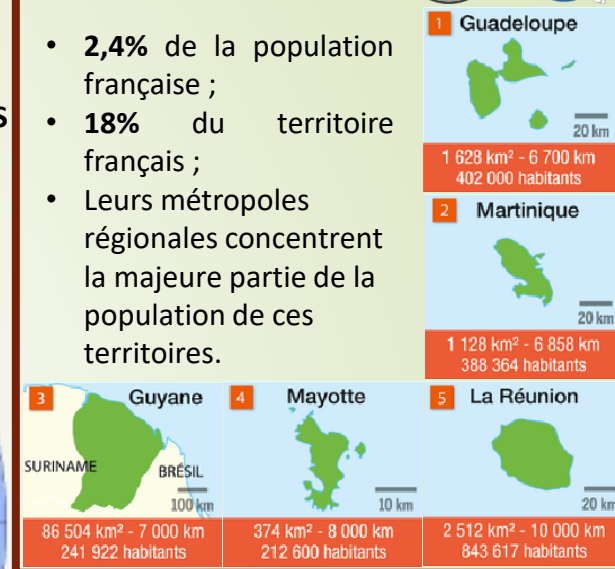 • 2,4% de la population
française ;
• 18% du territoire
français ;
• Leurs métropoles
régionales concentrent
la majeure partie de la
population de ces
territoires.
1 Guadeloupe
20 km
1 628 km² - 6 700 km
402 000 habitants
2 Martinique
20 km
1 128 km² - 6 858 km
388 364 habitants
3 Guyane
SURINAME
BRÉSIL
100 km
86 504 km² - 7 000 km
241 922 habitants
4 Mayotte
10 km
374 km² - 8 000 km
212 600 habitants
5 La Réunion
20 km
2 512 km² - 10 000 km
843 617 habitants